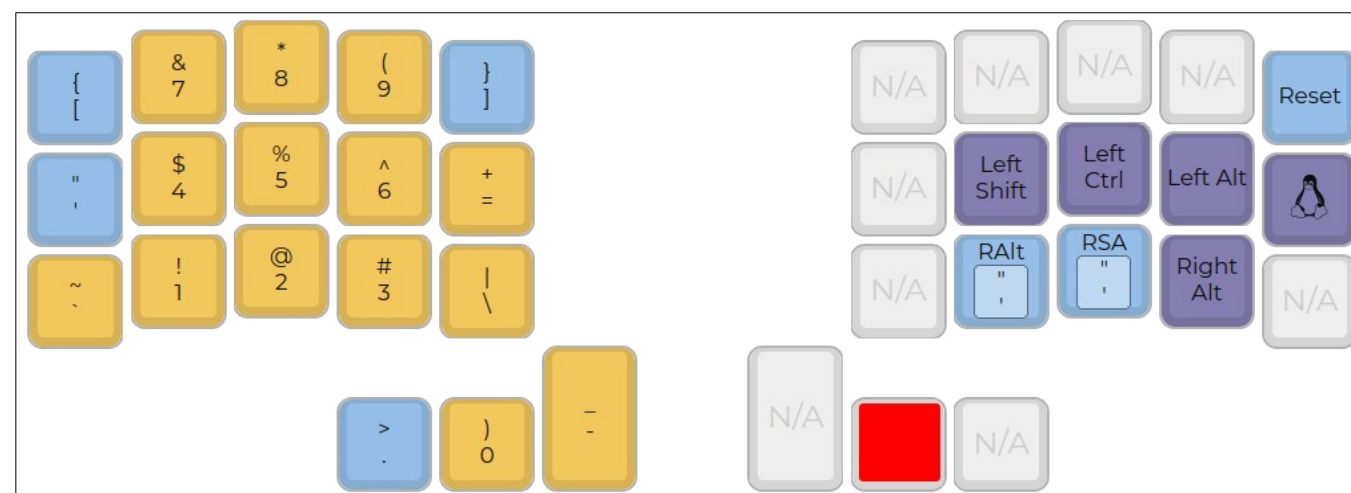 {
[
&
7
*
8
(
9
}
]
N/A
N/A
N/A
N/A
Reset
"
'
$
4
%
5
^
6
+
=
N/A
Left
Shift
Left
Ctrl
Left Alt
~
`
!
1
@
2
#
3
|
\
N/A
RAlt
"
'
RSA
"
'
Right
Alt
N/A
>
.
)
0
_
-
N/A
N/A